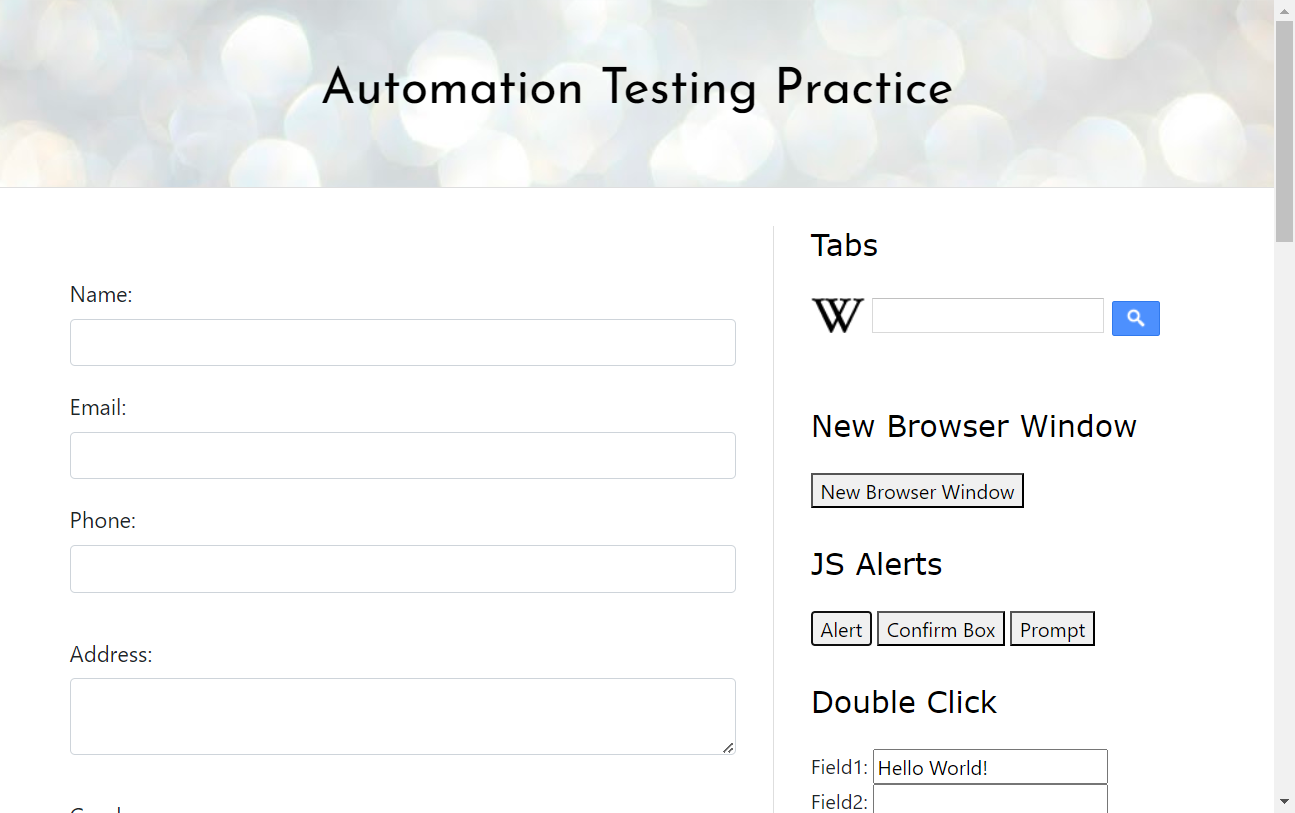 Automation Testing Practice
Name:
Email:
Phone:
Address:
Tabs
W
New Browser Window
New Browser Window
JS Alerts
Alert Confirm Box Prompt
Double Click
Field1: Hello World!
Field2: